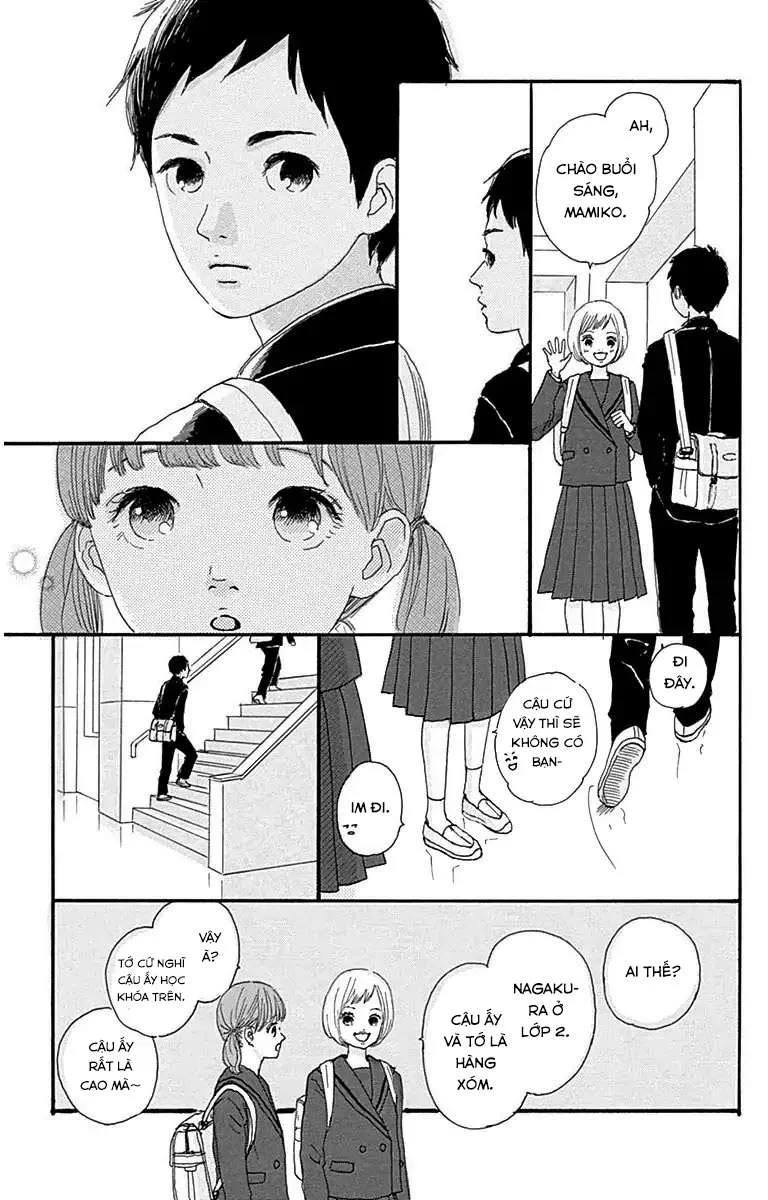 AH,
CHÀO BUỔI
SÁNG,
MAMIKO.
ĐI
ĐÂY.
CẬU CỨ
VẬY THÌ SẼ
KHÔNG CÓ
BẠN-
IM ĐI.
AI THẾ?
NAGAKU-
RA Ở
LỚP 2.
CẬU ẤY
VÀ TỚ LÀ
HÀNG
XÓM.
VẬY
À?
TỚ CỨ NGHĨ
CẬU ẤY HỌC
KHÓA TRÊN.
CẬU ẤY
RẤT LÀ
CAO MÀ~